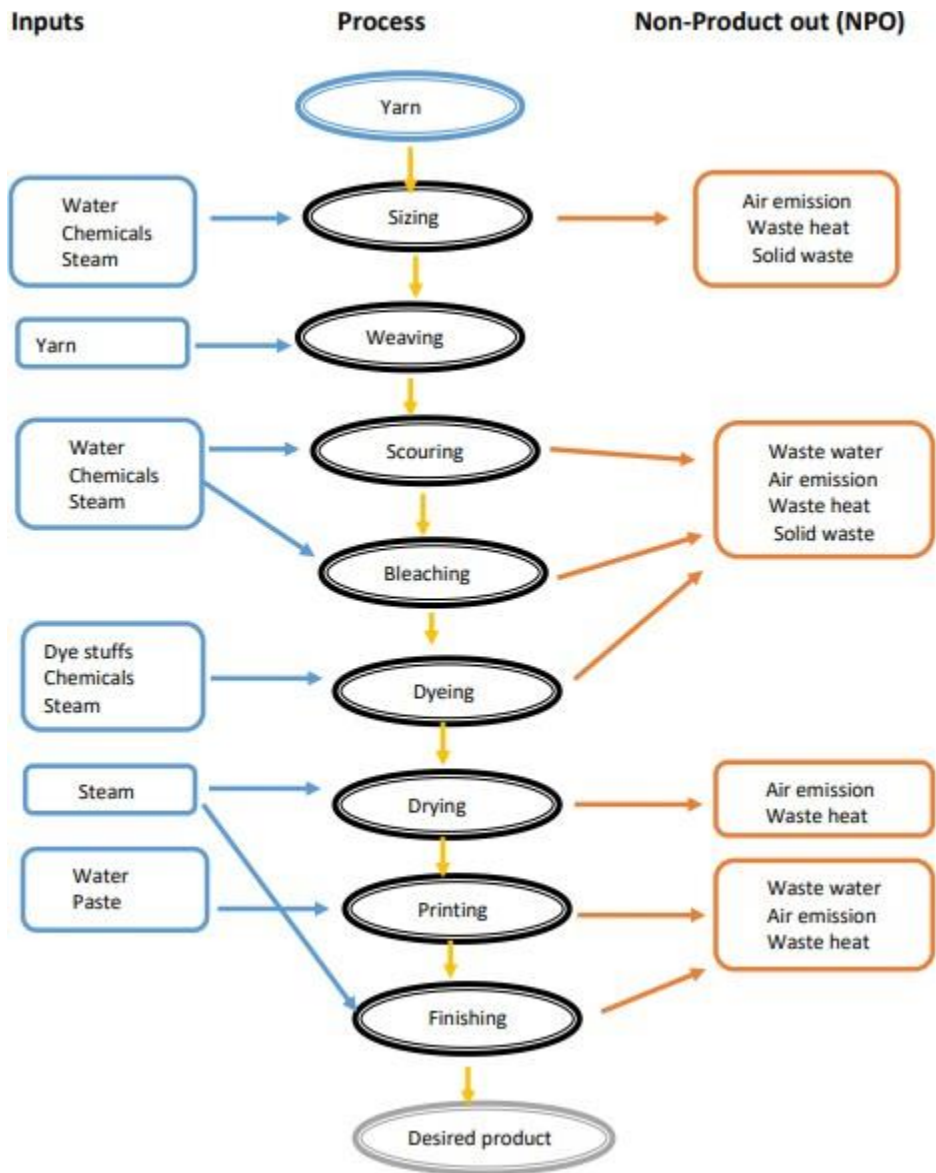 Inputs
Process
Non-Product out (NPO)
Yarn
Water
Chemicals
Steam
Sizing
Air emission
Waste heat
Solid waste
Yarn
Weaving
Water
Chemicals
Steam
Scouring
Waste water
Air emission
Waste heat
Solid waste
Bleaching
Dye stuffs
Chemicals
Steam
Dyeing
Steam
Drying
Air emission
Waste heat
Water
Paste
Printing
Waste water
Air emission
Waste heat
Finishing
Desired product